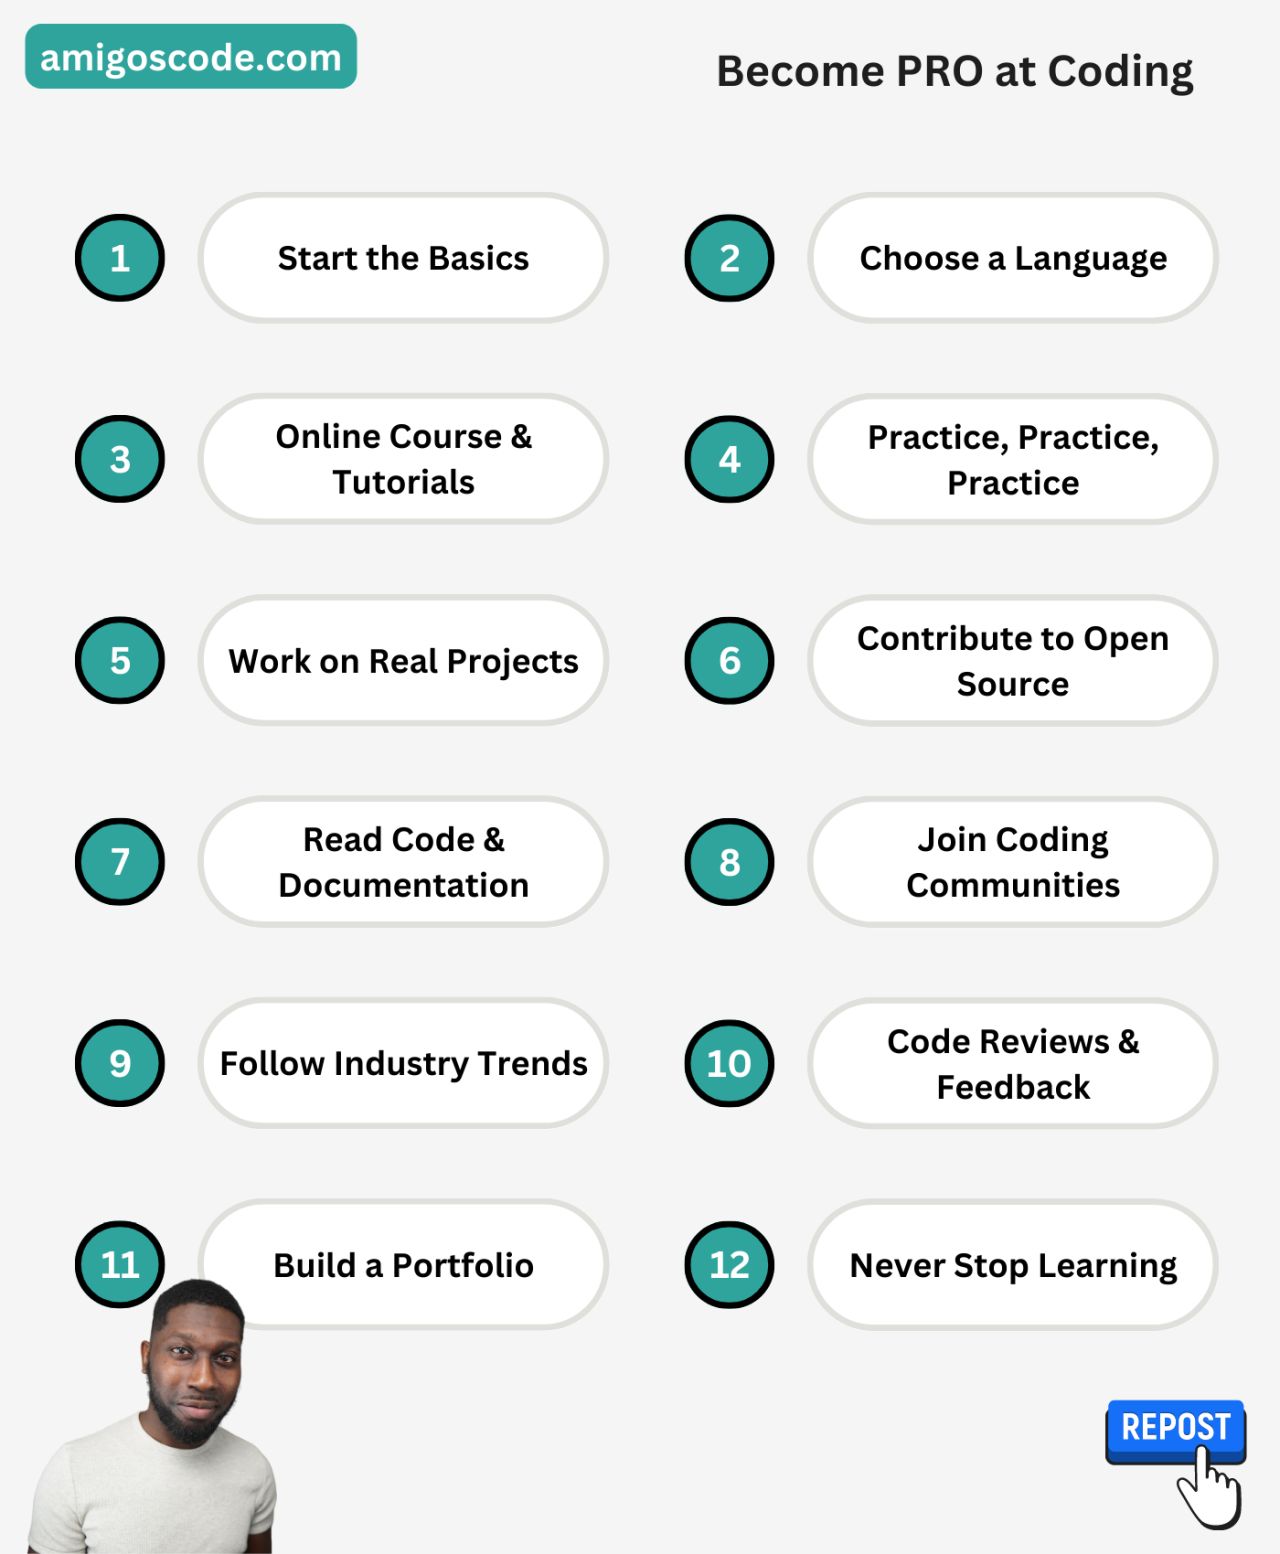 amigoscode.com
Become PRO at Coding
1
Start the Basics
2
Choose a Language
3
Online Course &
Tutorials
4
Practice, Practice,
Practice
5
Work on Real Projects
6
Contribute to Open
Source
7
Read Code &
Documentation
8
Join Coding
Communities
9
Follow Industry Trends
10
Code Reviews &
Feedback
11
Build a Portfolio
12
Never Stop Learning
REPOST